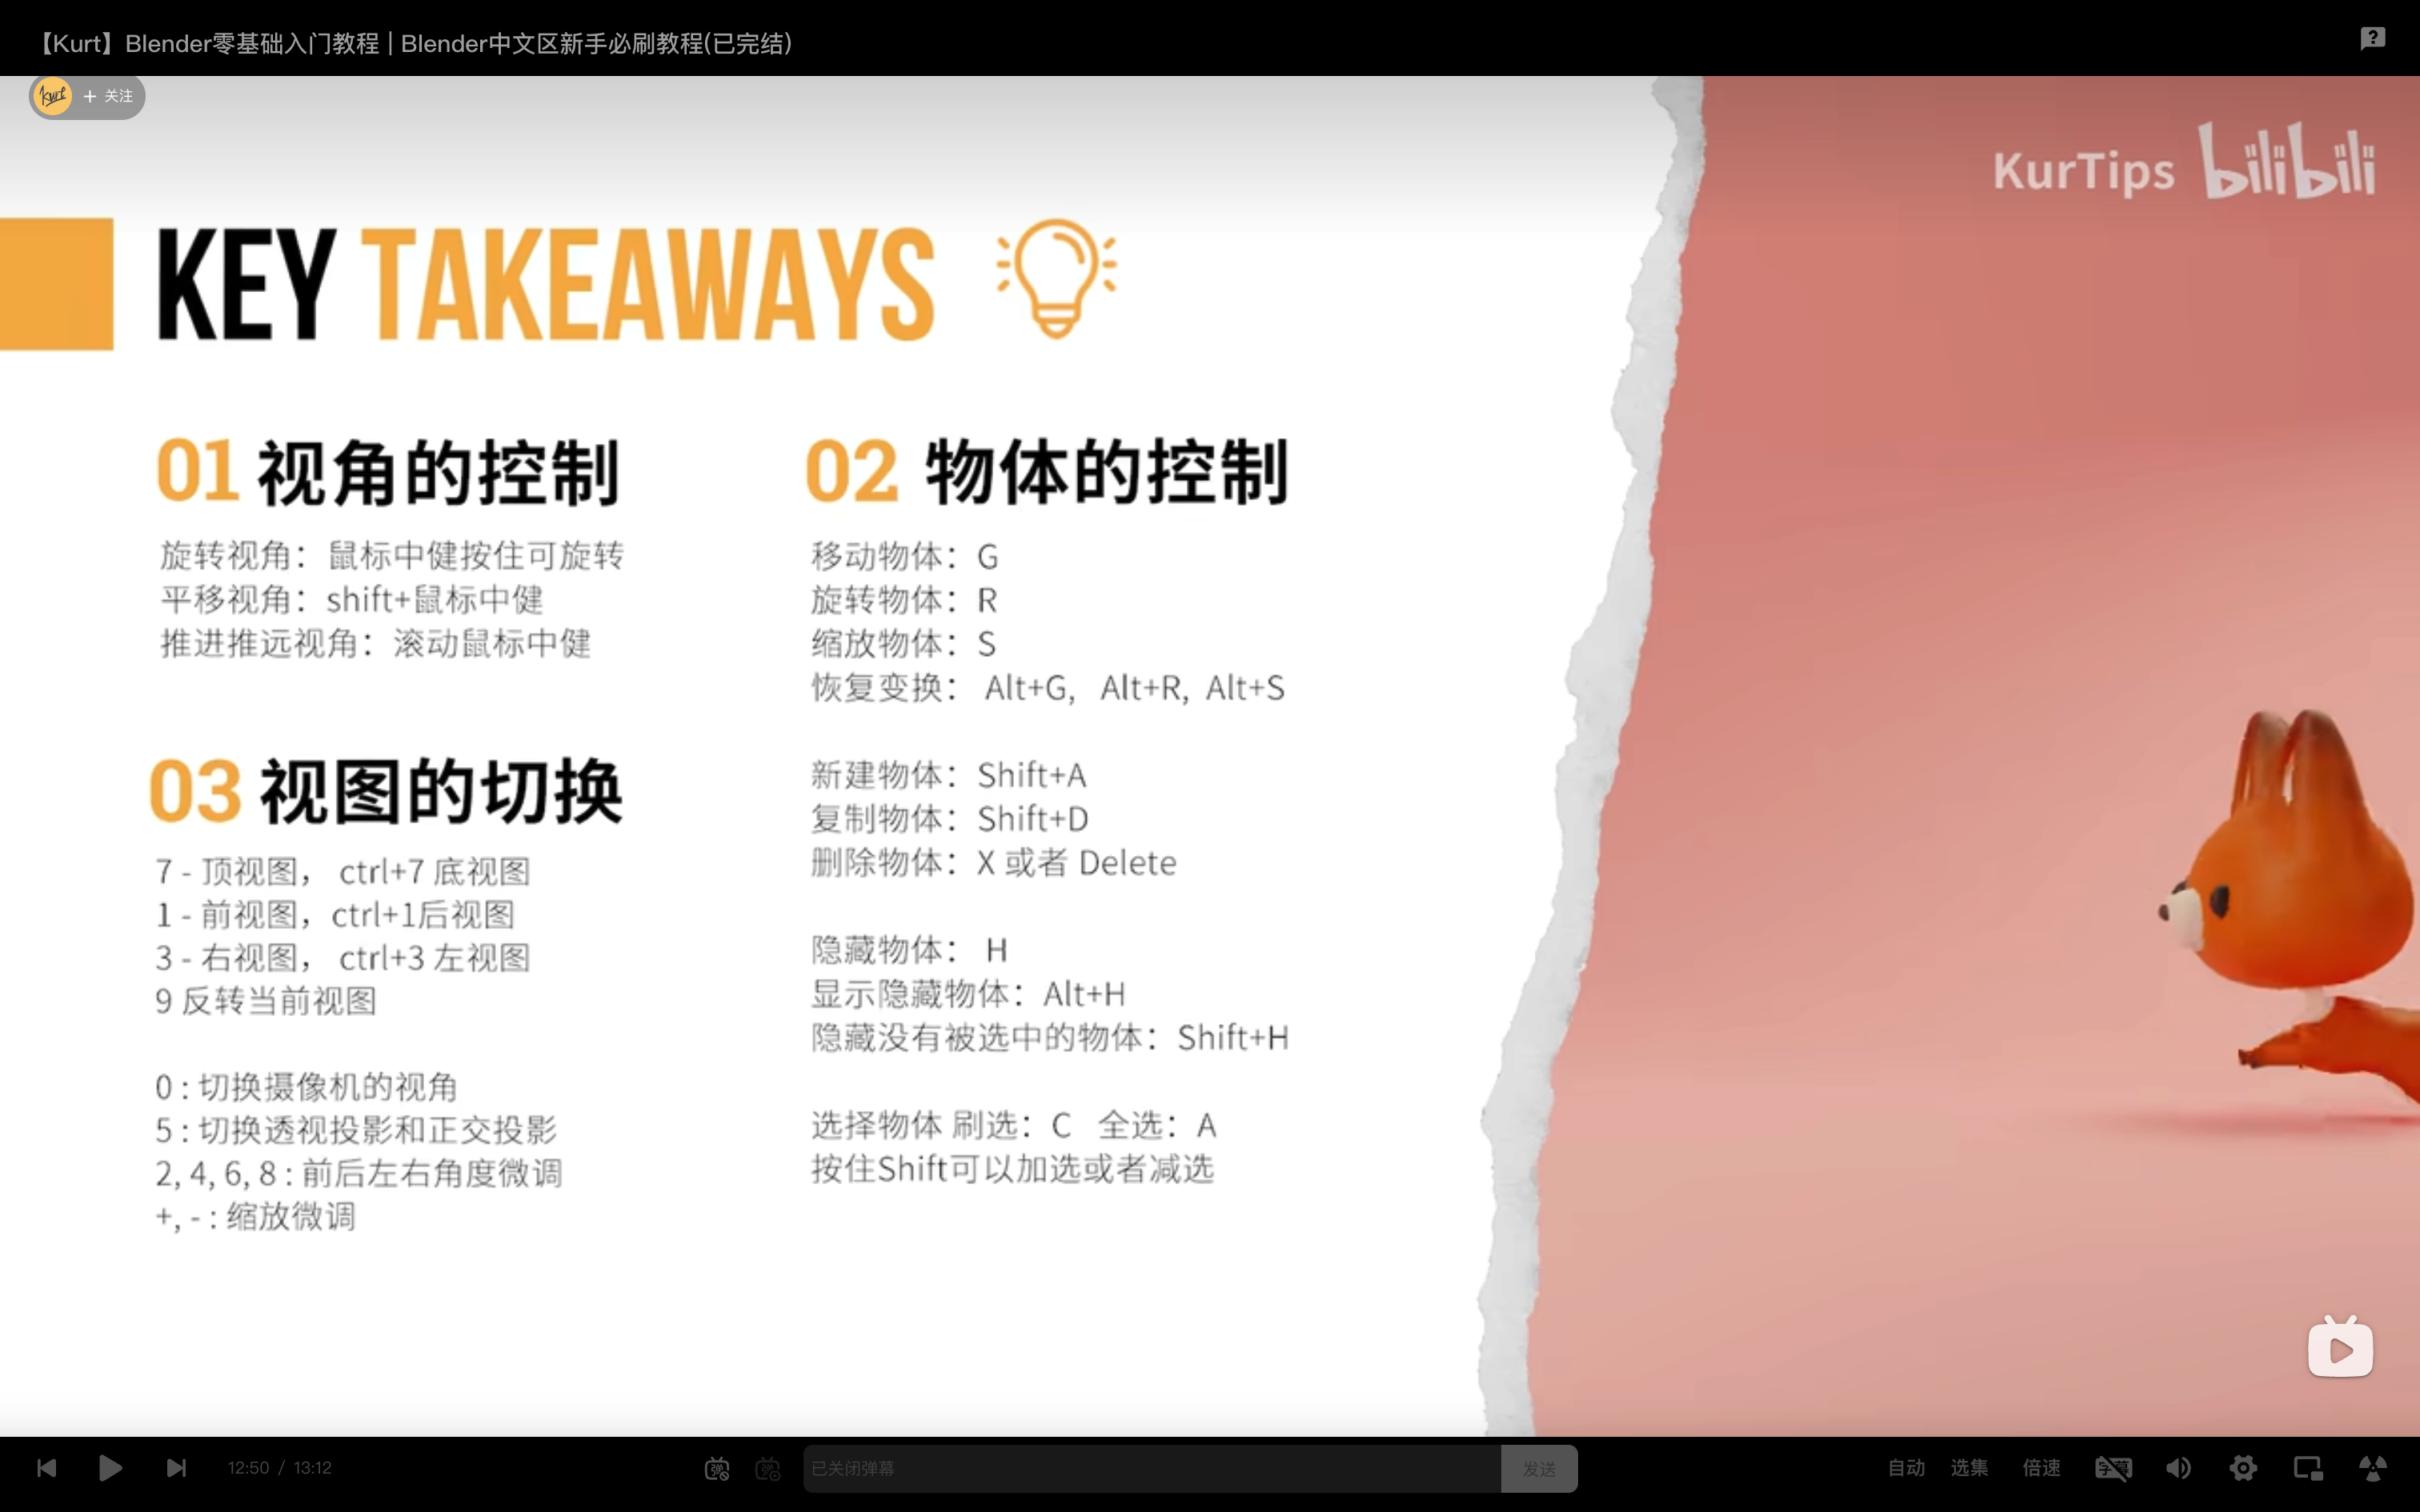 【Kurt】Blender零基础入门教程 | Blender中文区新手必刷教程(已完结)
Kurt + 关注
KurTips bilibili
KEY TAKEAWAYS
01 视角的控制
旋转视角：鼠标中健按住可旋转
平移视角：shift+鼠标中健
推进推远视角：滚动鼠标中健
02 物体的控制
移动物体：G
旋转物体：R
缩放物体：S
恢复变换： Alt+G, Alt+R, Alt+S
新建物体：Shift+A
复制物体：Shift+D
删除物体：X 或者 Delete
隐藏物体： H
显示隐藏物体：Alt+H
隐藏没有被选中的物体：Shift+H
选择物体 刷选：C 全选：A
按住Shift可以加选或者减选
03 视图的切换
7 - 顶视图， ctrl+7 底视图
1 - 前视图，ctrl+1后视图
3 - 右视图， ctrl+3 左视图
9 反转当前视图
0 : 切换摄像机的视角
5 : 切换透视投影和正交投影
2, 4, 6, 8 : 前后左右角度微调
+, - : 缩放微调
12:50 / 13:12
弹 弹 已关闭弹幕 发送
自动 选集 倍速 字幕